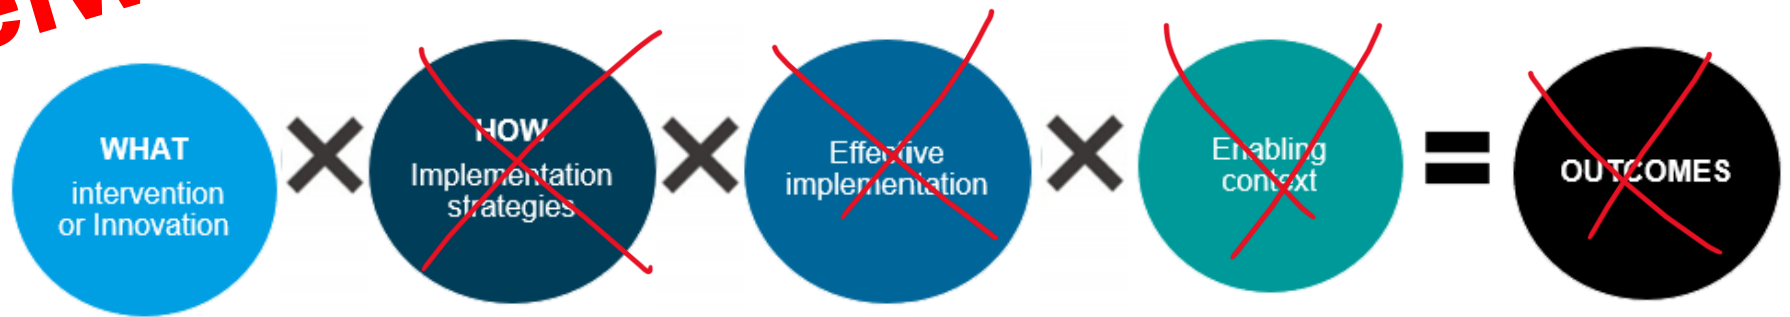 WHAT
intervention
or Innovation
HOW
Implementation
strategies
Effective
implementation
Enabling
context
OUTCOMES